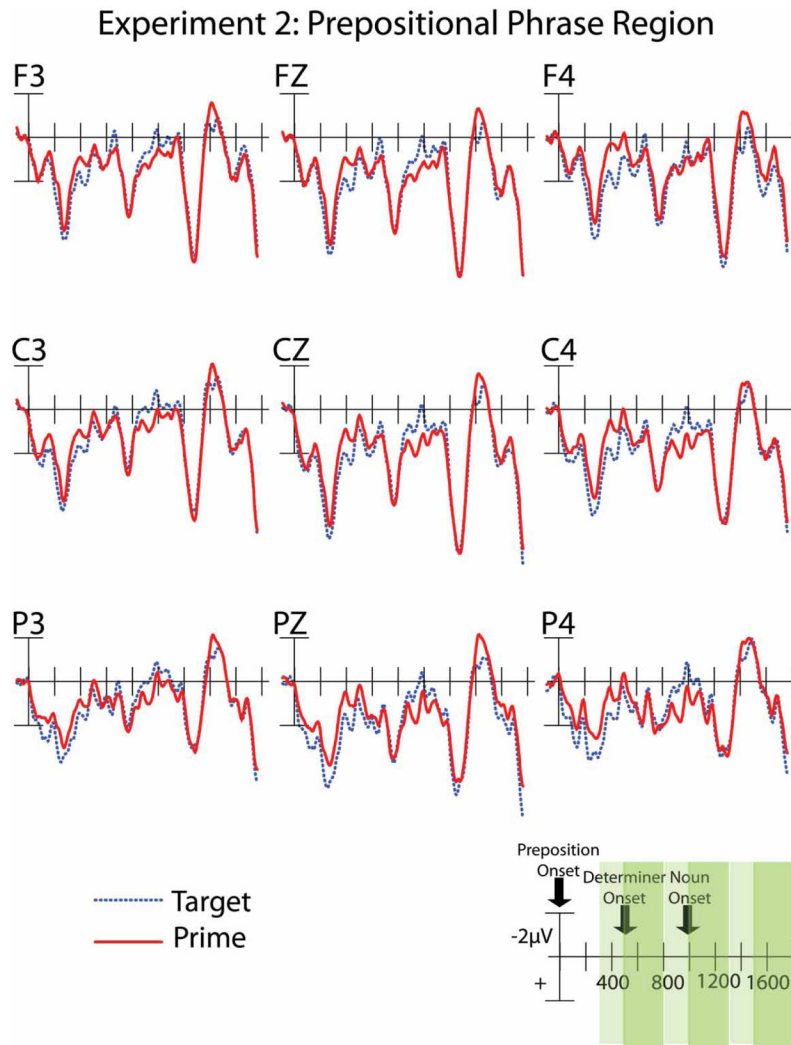 Experiment 2: Prepositional Phrase Region
F3 FZ F4
C3 CZ C4
P3 PZ P4
Target
Prime
Preposition
Onset
Determiner Noun
Onset Onset
-2µV
+
400 800 1200 1600